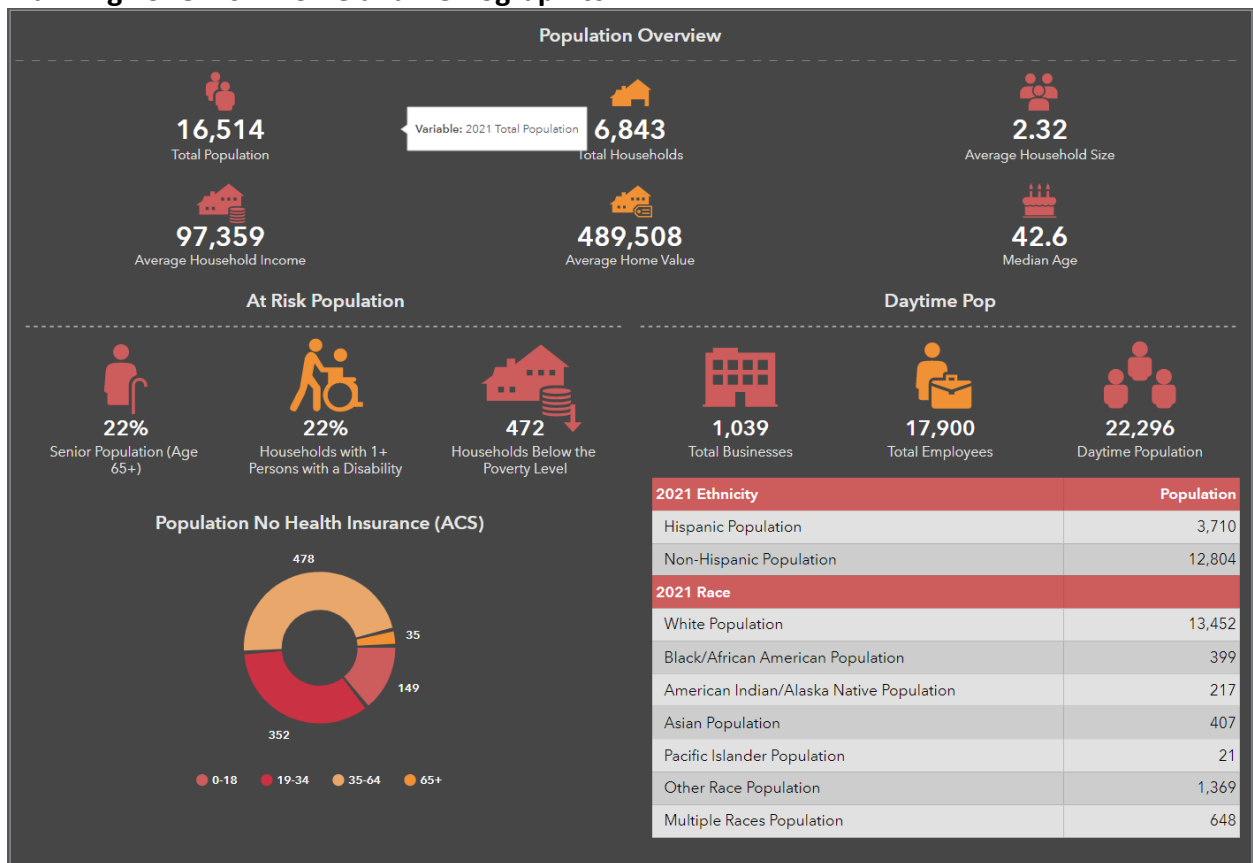 Population Overview
16,514
Total Population
Variable: 2021 Total Population
6,843
Total Households
2.32
Average Household Size
97,359
Average Household Income
489,508
Average Home Value
42.6
Median Age
At Risk Population
22%
Senior Population (Age
65+)
22%
Households with 1+
Persons with a Disability
472
Households Below the
Poverty Level
Population No Health Insurance (ACS)
478
35
149
352
0-18 19-34 35-64 65+
Daytime Pop
1,039
Total Businesses
17,900
Total Employees
22,296
Daytime Population
2021 Ethnicity Population
Hispanic Population 3,710
Non-Hispanic Population 12,804
2021 Race
White Population 13,452
Black/African American Population 399
American Indian/Alaska Native Population 217
Asian Population 407
Pacific Islander Population 21
Other Race Population 1,369
Multiple Races Population 648